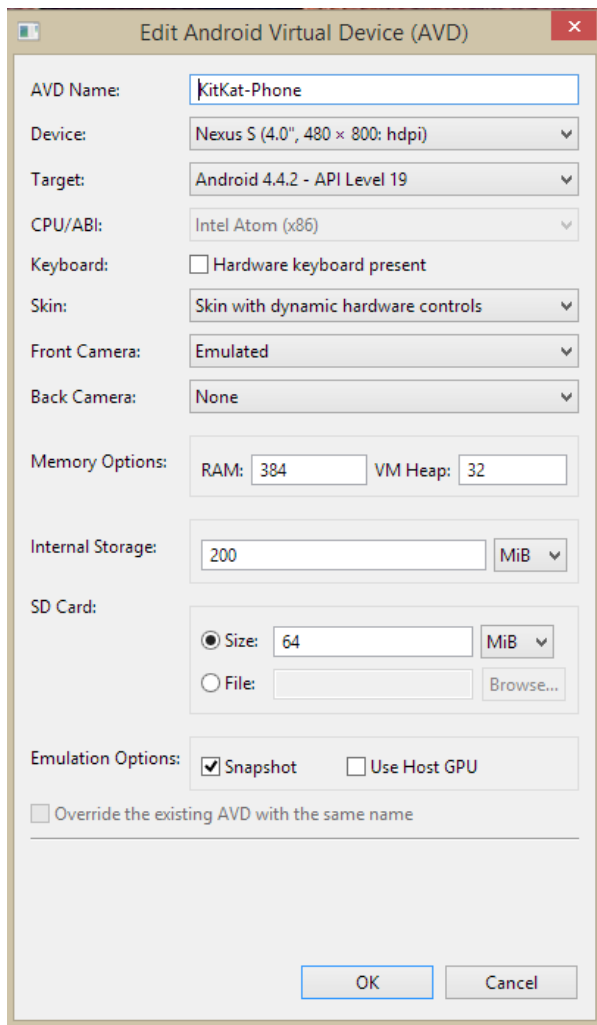 Edit Android Virtual Device (AVD)
AVD Name: KitKat-Phone
Device: Nexus S (4.0", 480 × 800: hdpi)
Target: Android 4.4.2 - API Level 19
CPU/ABI: Intel Atom (x86)
Keyboard: Hardware keyboard present
Skin: Skin with dynamic hardware controls
Front Camera: Emulated
Back Camera: None
Memory Options: RAM: 384 VM Heap: 32
Internal Storage: 200 MiB
SD Card:
Size: 64 MiB
File: Browse...
Emulation Options: Snapshot Use Host GPU
Override the existing AVD with the same name
OK Cancel